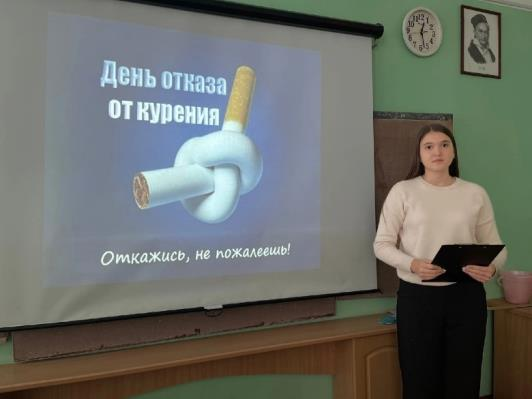 День отказа
от курения
Откажись, не пожалеешь!